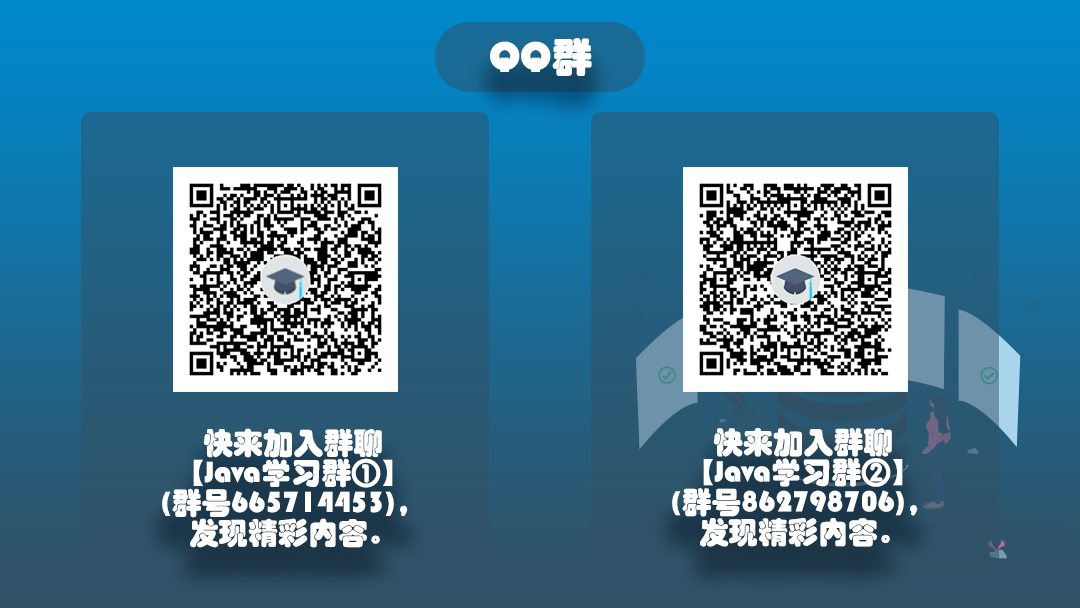 QQ群
快来加入群聊
【Java学习群①】
(群号665714453)，
发现精彩内容。
快来加入群聊
【Java学习群②】
(群号862798706)，
发现精彩内容。